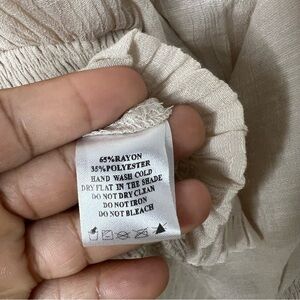 65%RAYON
35%POLYESTER
HAND WASH COLD
DRY FLAT IN THE SHADE
DO NOT DRY CLEAN
DO NOT IRON
DO NOT BLEACH